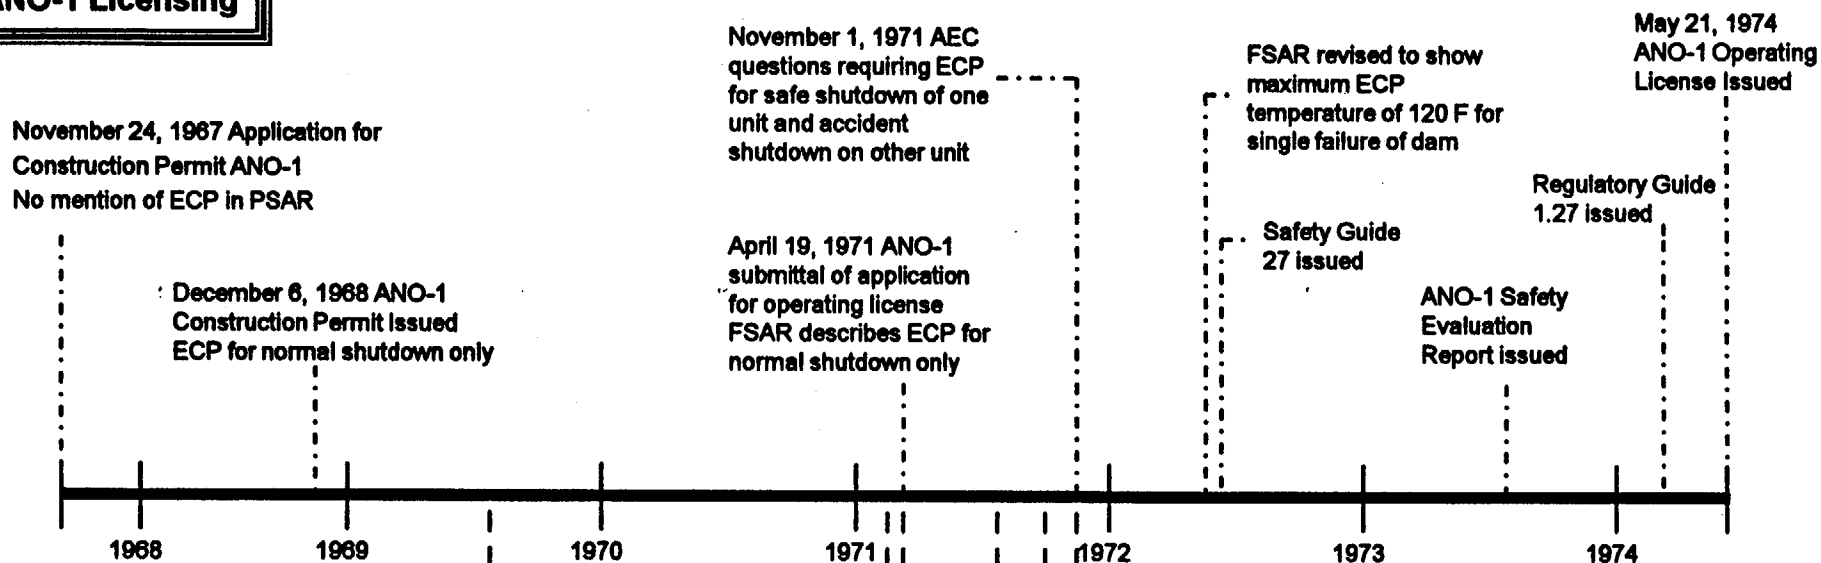 ANO-1 Licensing
November 24, 1967 Application for
Construction Permit ANO-1
No mention of ECP in PSAR
December 6, 1968 ANO-1
Construction Permit Issued
ECP for normal shutdown only
November 1, 1971 AEC
questions requiring ECP
for safe shutdown of one
unit and accident
shutdown on other unit
April 19, 1971 ANO-1
submittal of application
for operating license
FSAR describes ECP for
normal shutdown only
FSAR revised to show
maximum ECP
temperature of 120 F for
single failure of dam
Safety Guide
27 issued
ANO-1 Safety
Evaluation
Report issued
Regulatory Guide
1.27 issued
May 21, 1974
ANO-1 Operating
License Issued
1968
1969
1970
1971
1972
1973
1974